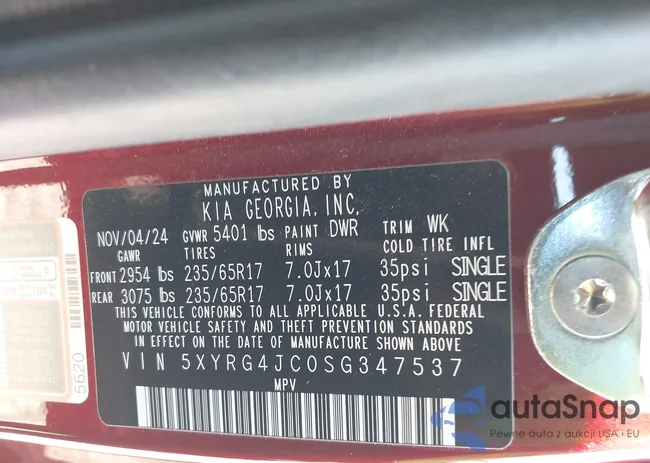 MANUFACTURED BY
KIA GEORGIA, INC.
NOV/04/24 GVWR 5401 lbs PAINT DWR TRIM WK
GAWR TIRES RIMS COLD TIRE INFL
FRONT 2954 lbs 235/65R17 7.0Jx17 35psi SINGLE
REAR 3075 lbs 235/65R17 7.0Jx17 35psi SINGLE
THIS VEHICLE CONFORMS TO ALL APPLICABLE U.S.A. FEDERAL
MOTOR VEHICLE SAFETY AND THEFT PREVENTION STANDARDS
IN EFFECT ON THE DATE OF MANUFACTURE SHOWN ABOVE.
VIN 5XYRG4JC0SG347537
MPV
5620
autaSnap
Pewne auta z aukcji USA i EU